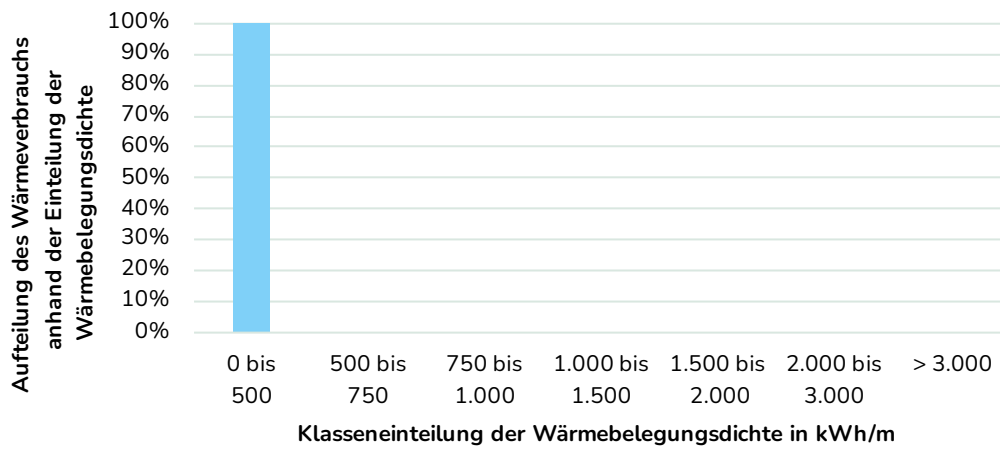 Aufteilung des Wärmeverbrauchs
anhand der Einteilung der
Wärmebelegungsdichte
100%
90%
80%
70%
60%
50%
40%
30%
20%
10%
0%
0 bis
500
500 bis
750
750 bis
1.000
1.000 bis
1.500
1.500 bis
2.000
2.000 bis
3.000
> 3.000
Klasseneinteilung der Wärmebelegungsdichte in kWh/m